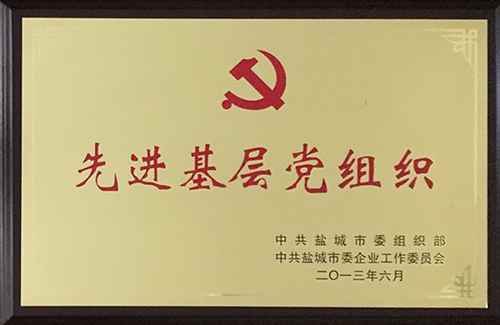 先进基层党组织
中共盐城市委组织部
中共盐城市委企业工作委员会
二〇一三年六月